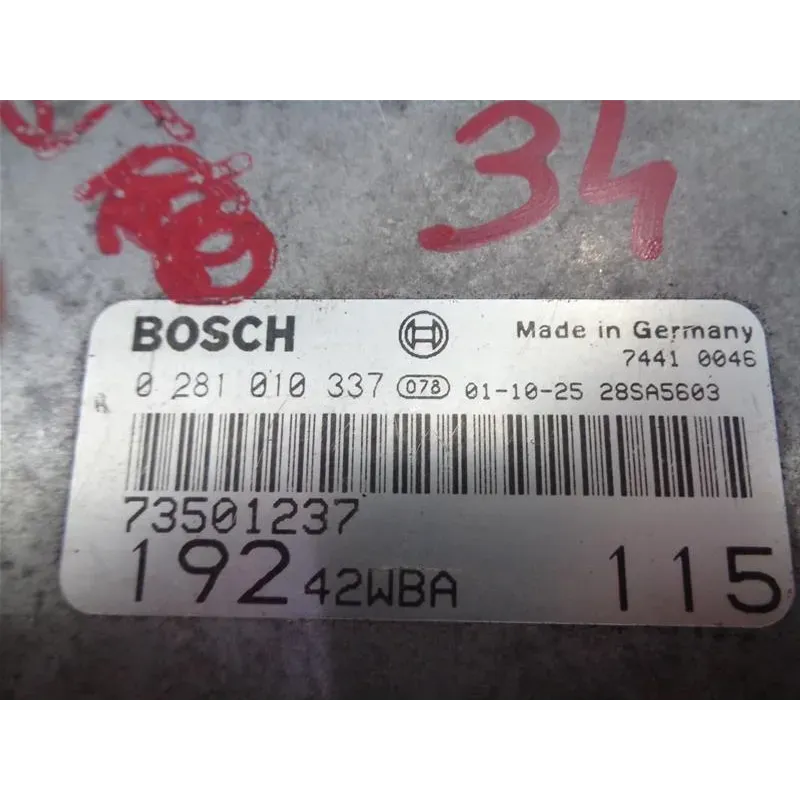 34
BOSCH Made in Germany
7441 0046
0 281 010 337 078 01-10-25 28SA5603
73501237
192 42WBA 115